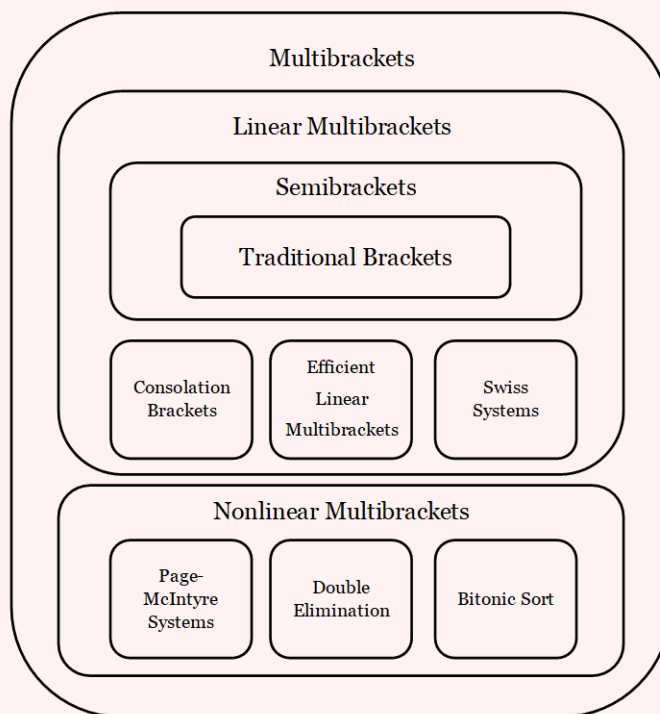 Multibrackets
Linear Multibrackets
Semibrackets
Traditional Brackets
Consolation
Brackets
Efficient
Linear
Multibrackets
Swiss
Systems
Nonlinear Multibrackets
Page-
McIntyre
Systems
Double
Elimination
Bitonic Sort